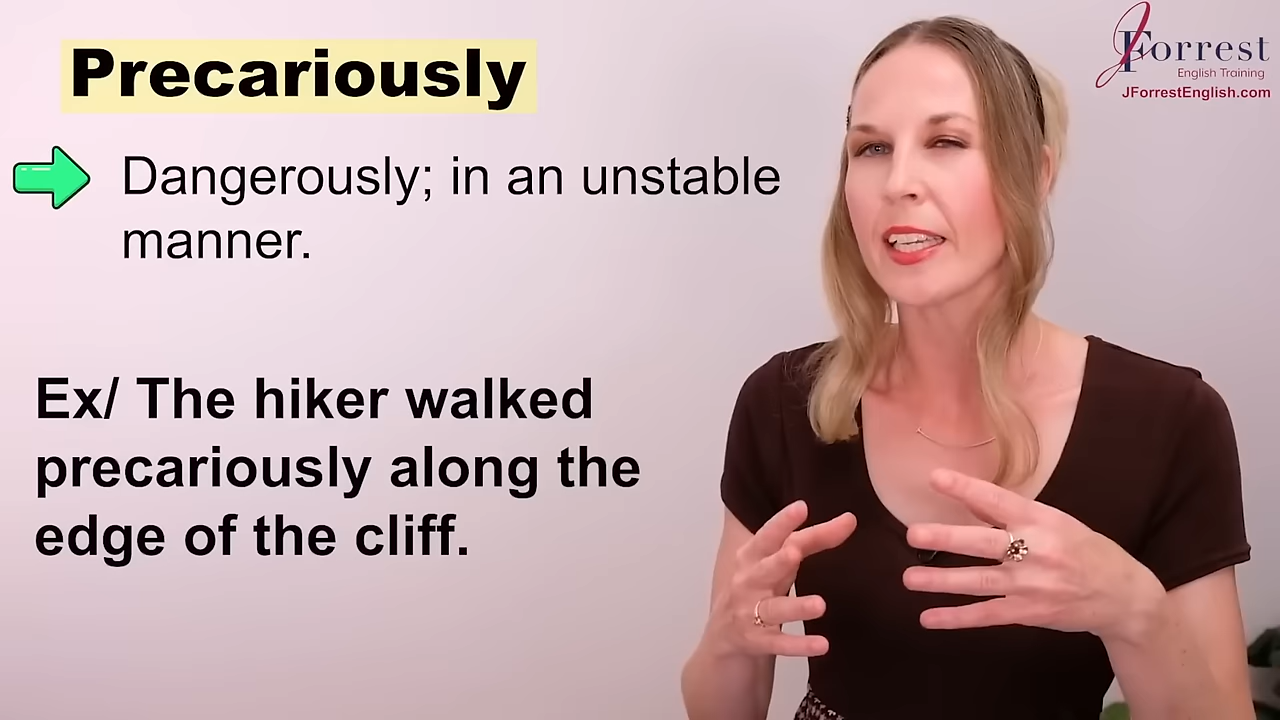 Precariously
Dangerously; in an unstable
manner.
Ex/ The hiker walked
precariously along the
edge of the cliff.
JForrest
English Training
JForrestEnglish.com